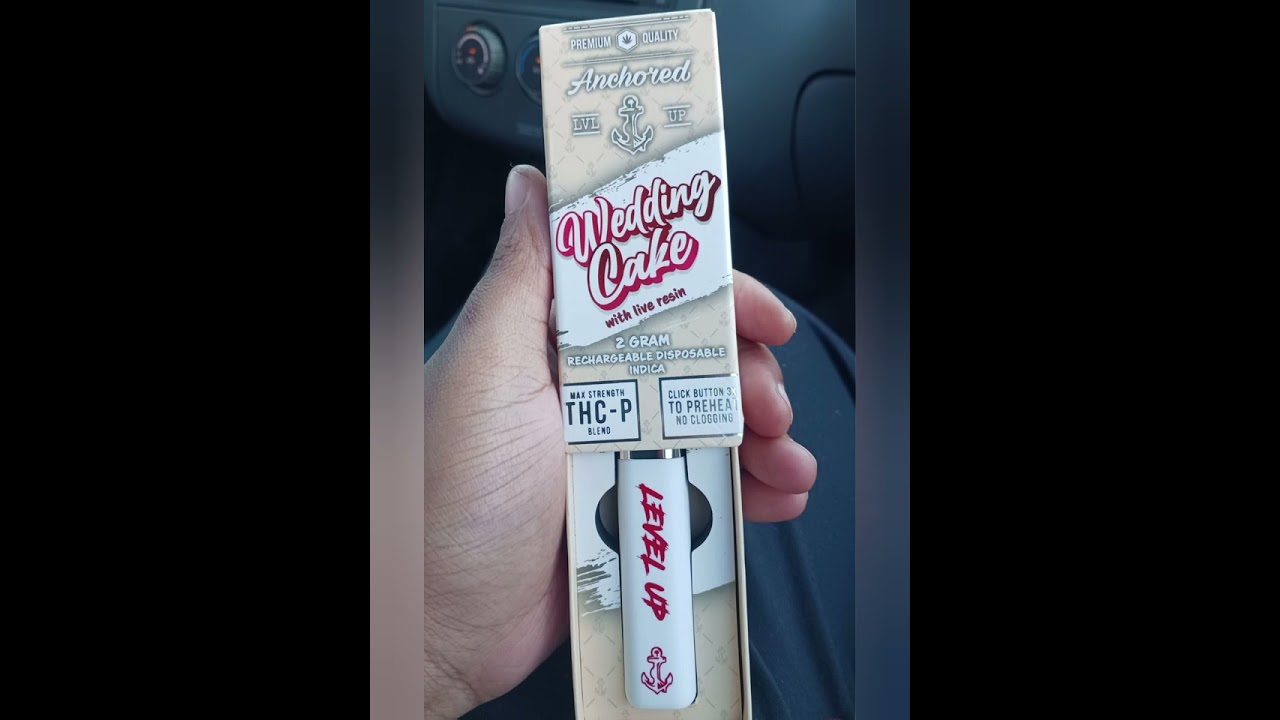 PREMIUM QUALITY
Anchored
LVL UP
Wedding
Cake
with live resin
2 GRAM
RECHARGEABLE DISPOSABLE
INDICA
MAX STRENGTH
THC-P
BLEND
CLICK BUTTON 3
TO PREHEAT
NO CLOGGING
LEVEL UP